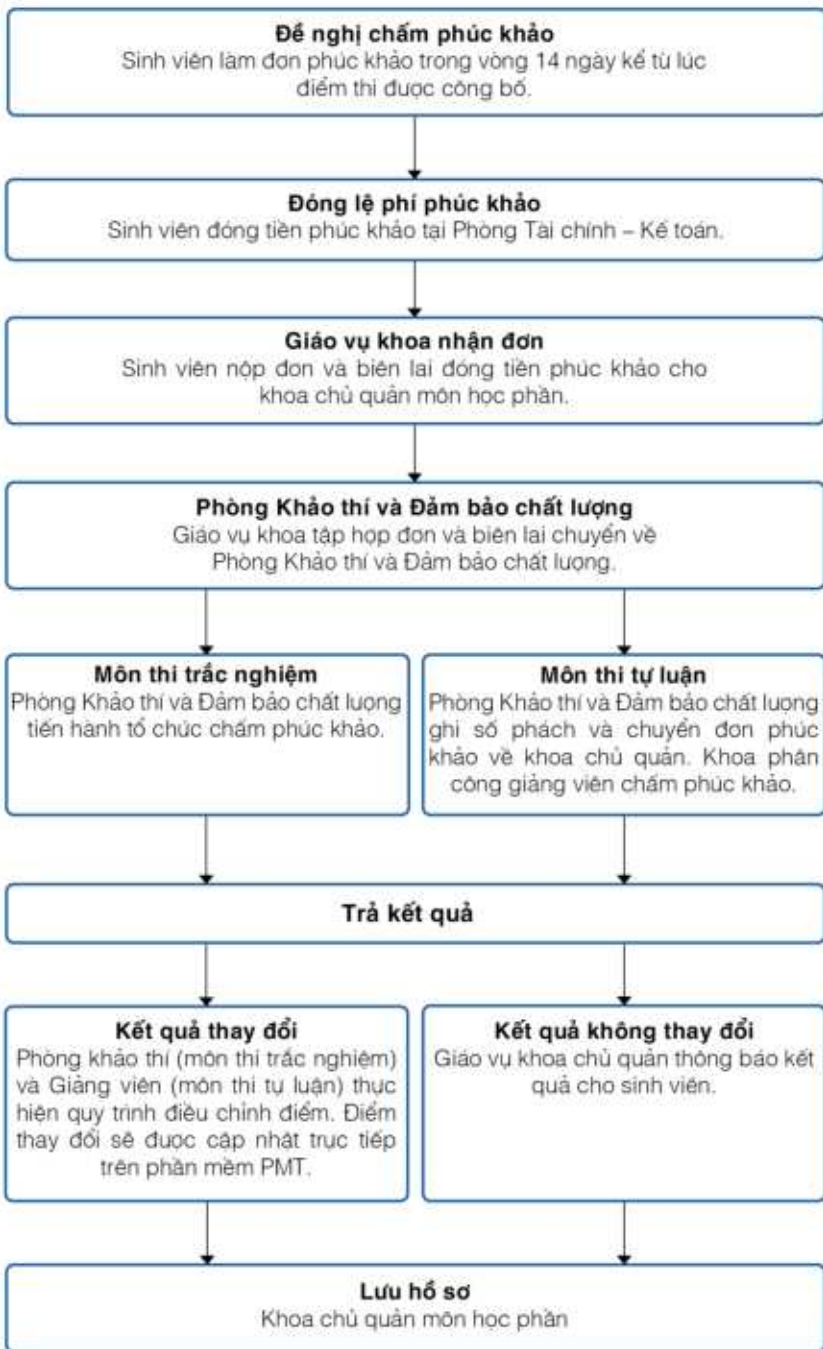 Đề nghị chấm phúc khảo
Sinh viên làm đơn phúc khảo trong vòng 14 ngày kể từ lúc
điểm thi được công bố.
Đóng lệ phí phúc khảo
Sinh viên đóng tiền phúc khảo tại Phòng Tài chính – Kế toán.
Giáo vụ khoa nhận đơn
Sinh viên nộp đơn và biên lai đóng tiền phúc khảo cho
khoa chủ quản môn học phần.
Phòng Khảo thí và Đảm bảo chất lượng
Giáo vụ khoa tập hợp đơn và biên lai chuyển về
Phòng Khảo thí và Đảm bảo chất lượng.
Môn thi trắc nghiệm
Phòng Khảo thí và Đảm bảo chất lượng
tiến hành tổ chức chấm phúc khảo.
Môn thi tự luận
Phòng Khảo thí và Đảm bảo chất lượng
ghi số phách và chuyển đơn phúc
khảo về khoa chủ quản. Khoa phân
công giảng viên chấm phúc khảo.
Trả kết quả
Kết quả thay đổi
Phòng khảo thí (môn thi trắc nghiệm)
và Giảng viên (môn thi tự luận) thực
hiện quy trình điều chỉnh điểm. Điểm
thay đổi sẽ được cập nhật trực tiếp
trên phần mềm PMT.
Kết quả không thay đổi
Giáo vụ khoa chủ quản thông báo kết
quả cho sinh viên.
Lưu hồ sơ
Khoa chủ quản môn học phần